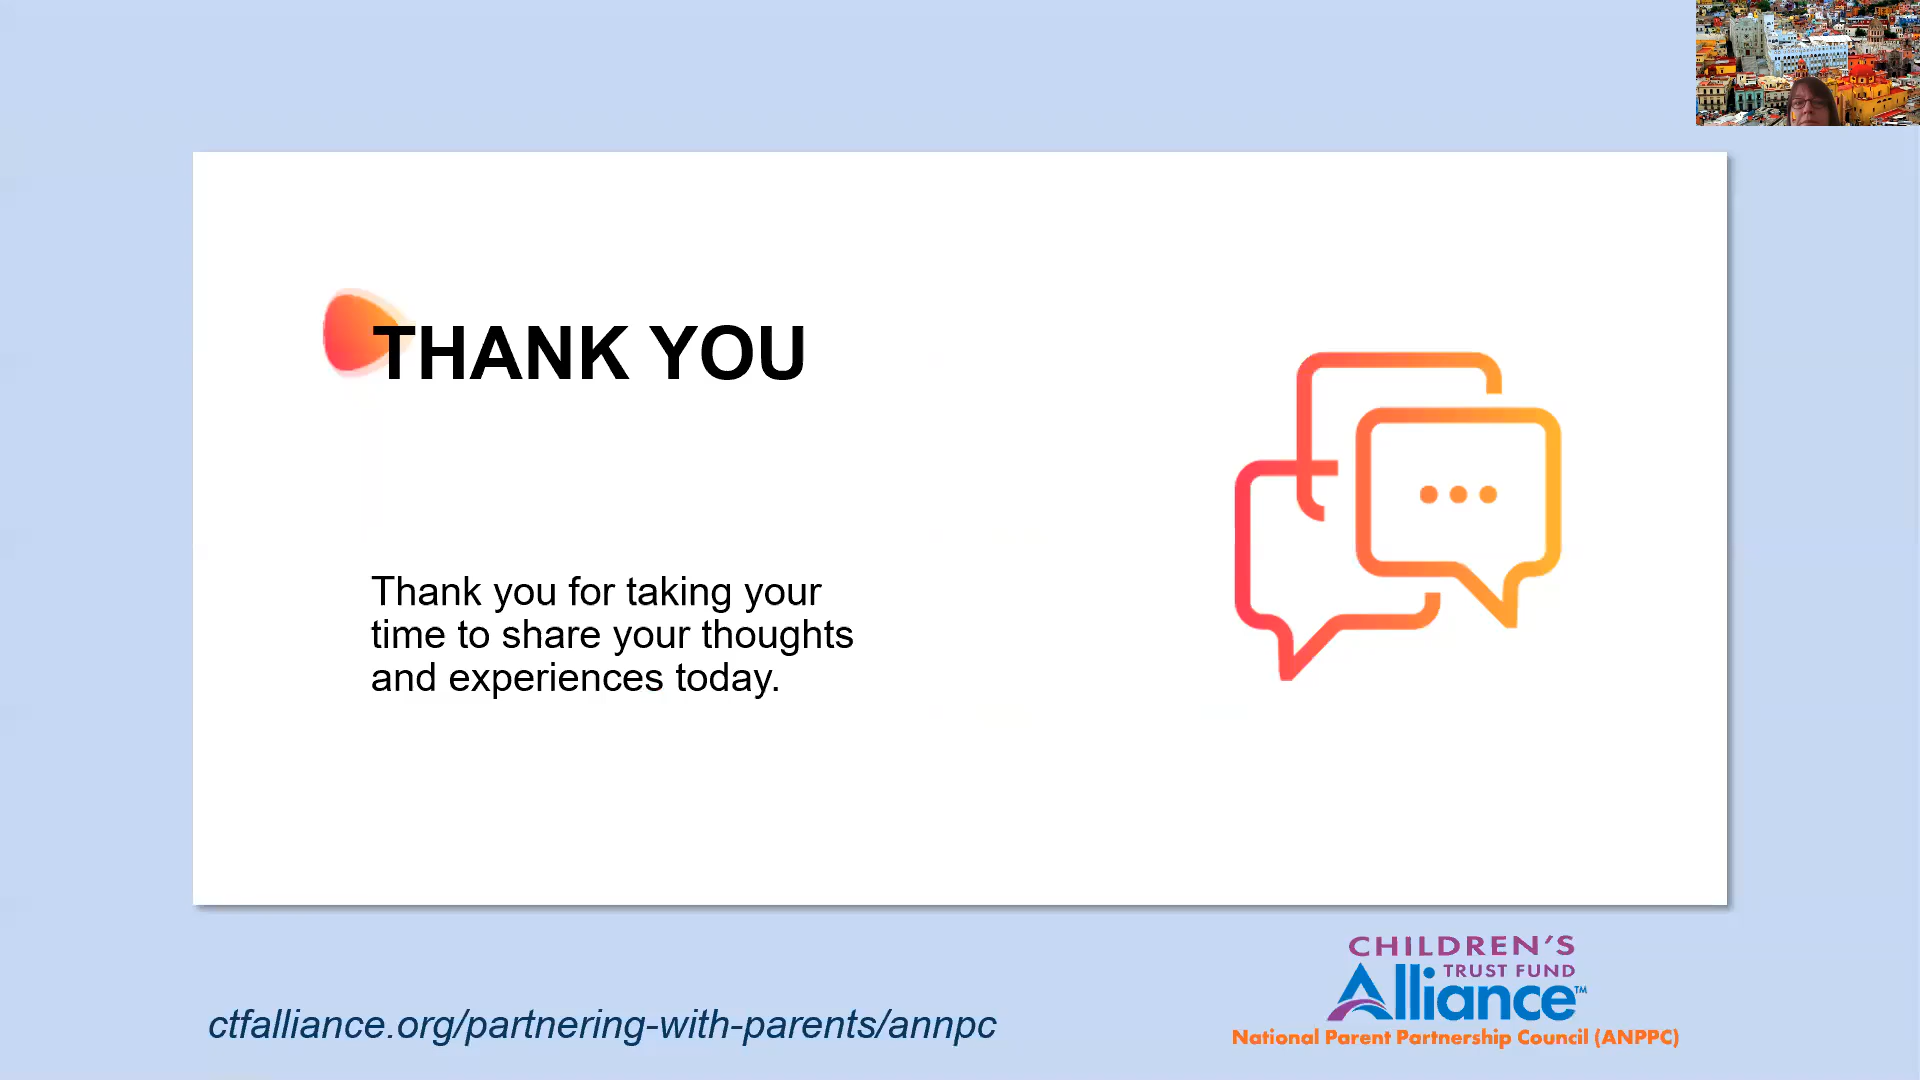 THANK YOU
Thank you for taking your
time to share your thoughts
and experiences today.
CHILDREN'S
TRUST FUND
Alliance™
National Parent Partnership Council (ANPPC)
ctfalliance.org/partnering-with-parents/annpc